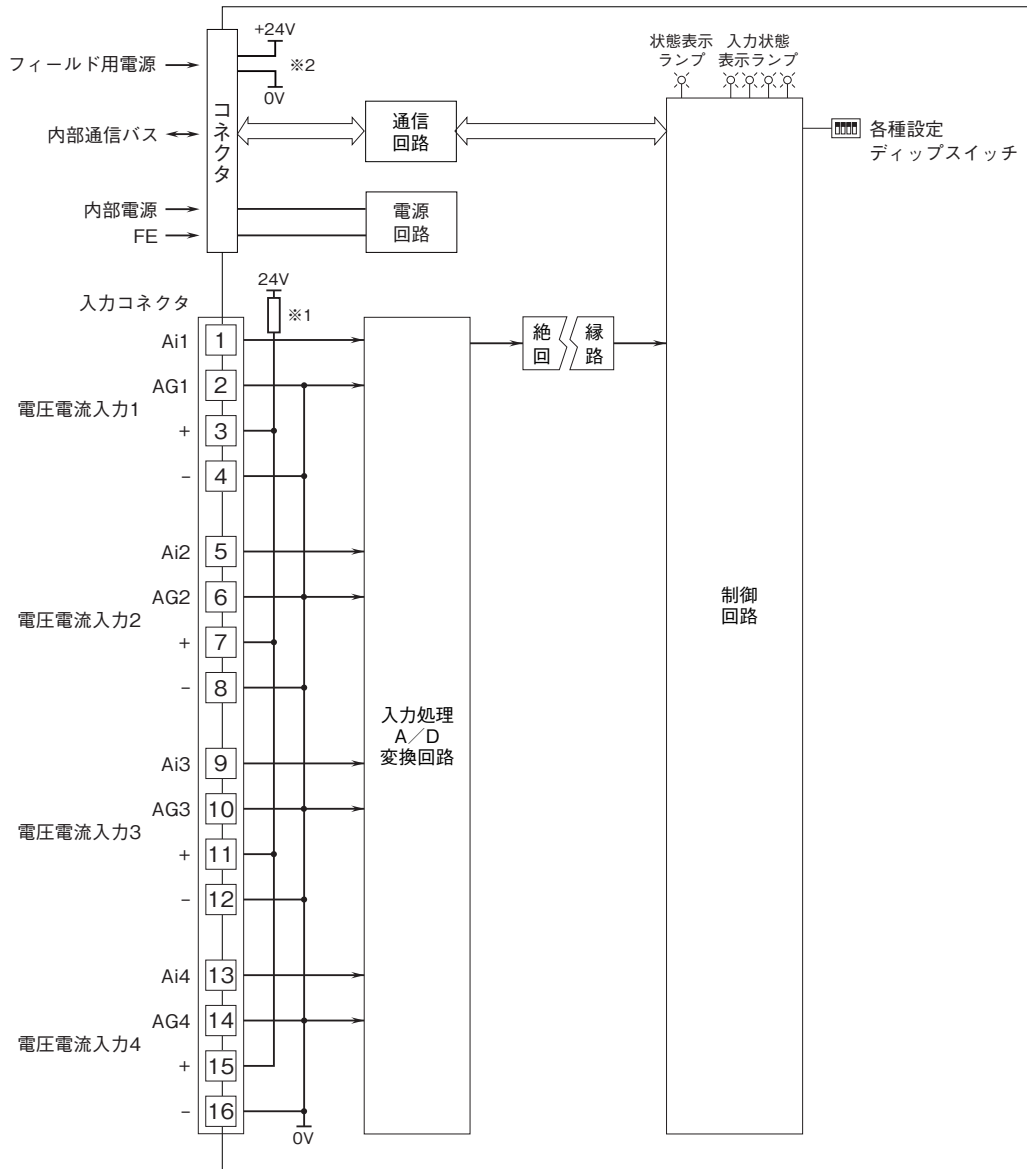 +24V
※2
0V
フィールド用電源
内部通信バス
内部電源
FE
コネクタ
通信
回路
電源
回路
状態表示
ランプ
入力状態
表示ランプ
各種設定
ディップスイッチ
入力コネクタ
24V
※1
Ai1
1
AG1
2
電圧電流入力1
+
3
−
4
Ai2
5
AG2
6
電圧電流入力2
+
7
−
8
Ai3
9
AG3
10
電圧電流入力3
+
11
−
12
Ai4
13
AG4
14
電圧電流入力4
+
15
−
16
0V
入力処理
A／D
変換回路
絶縁
回路
制御
回路